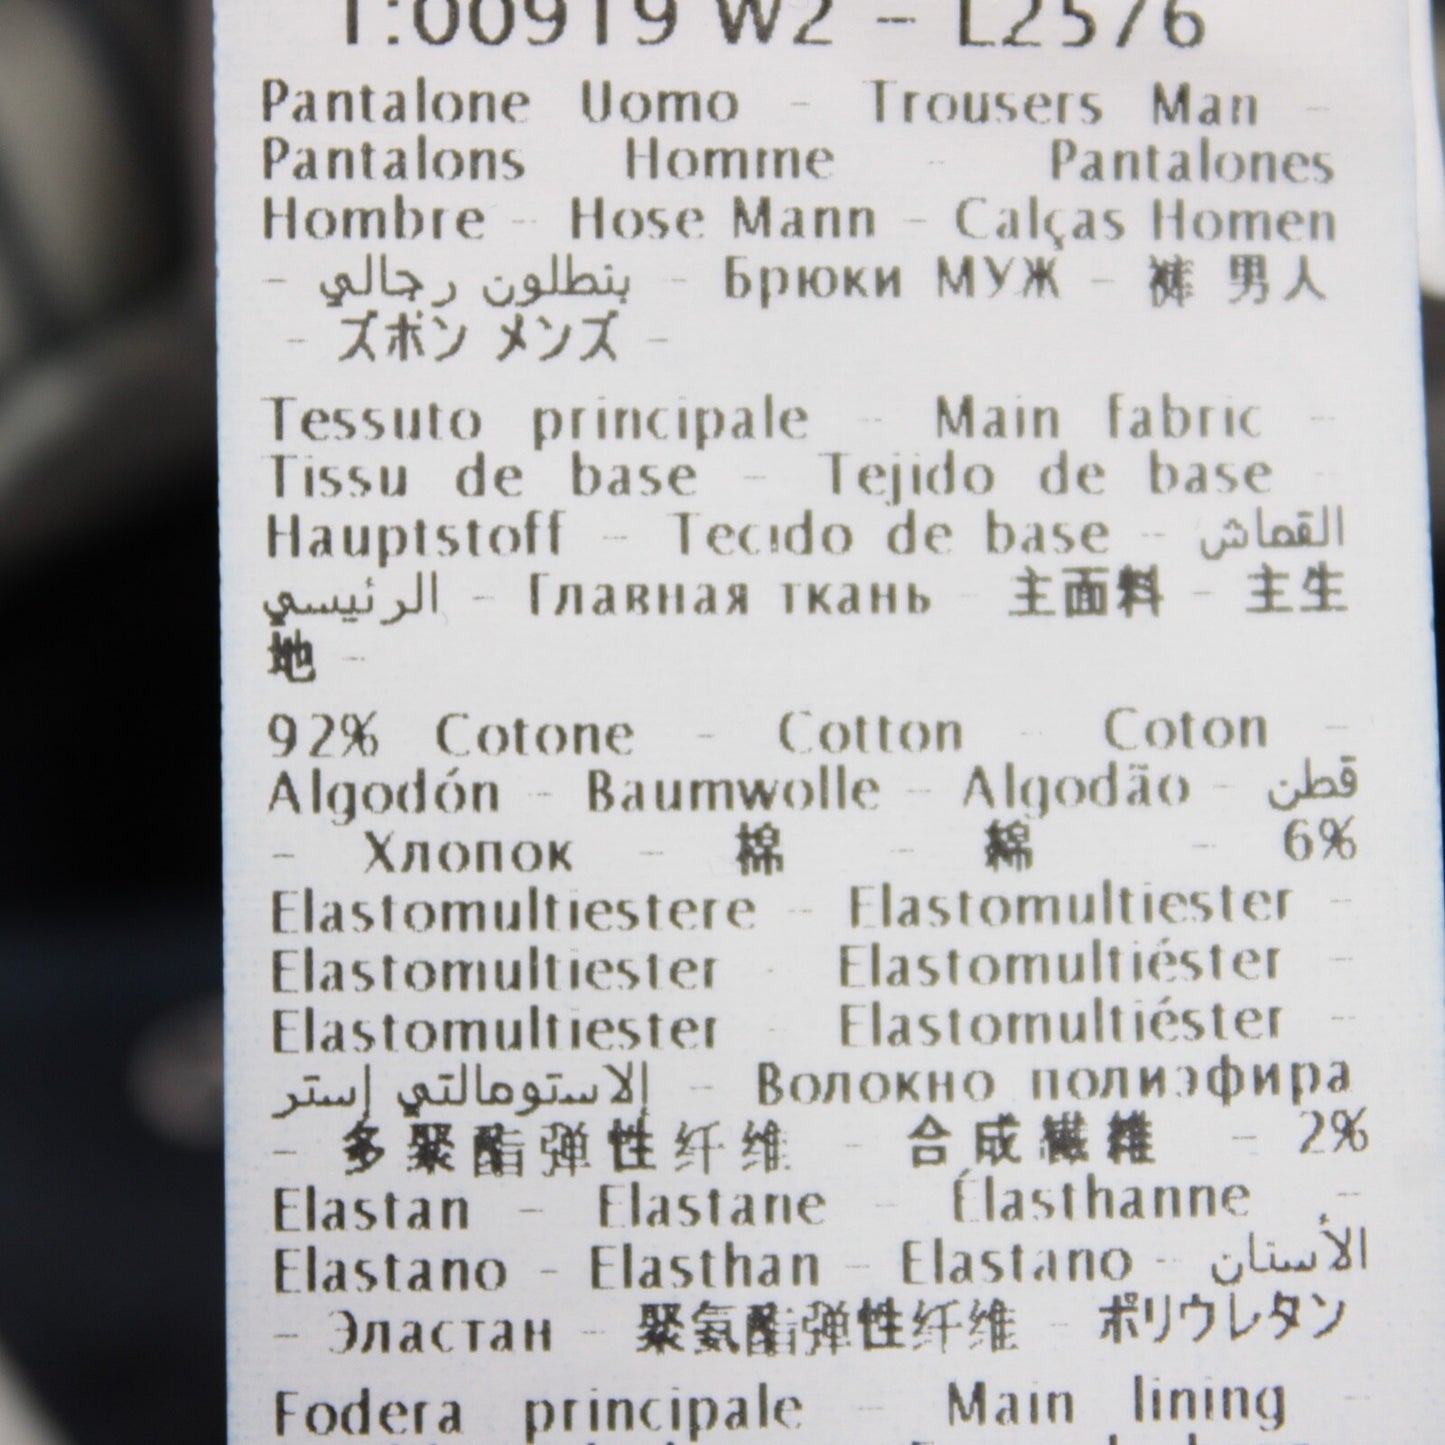 T:00919 W2 - L2576
Pantalone Uomo - Trousers Man -
Pantalons Homme - Pantalones
Hombre - Hose Mann - Calças Homen
- بنطلون رجالي - Брюки МУЖ - 裤 男人
- ズボン メンズ -
Tessuto principale - Main fabric -
Tissu de base - Tejido de base -
Hauptstoff - Tecido de base - القماش
الرئيسي - Главная ткань - 主面料 - 主生
地 -
92% Cotone - Cotton - Coton -
Algodón - Baumwolle - Algodão - قطن
- Хлопок - 棉 - 綿 - 6%
Elastomultiestere - Elastomultiester -
Elastomultiester - Elastomultiéster -
Elastomultiester - Elastomultiéster -
إلاستومالتي إستر - Волокно полиэфира
- 多聚酯弹性纤维 - 合成繊維 - 2%
Elastan - Elastane - Élasthanne -
Elastano - Elasthan - Elastano - الأستان
- Эластан - 聚氨酯弹性纤维 - ポリウレタン
Fodera principale - Main lining -